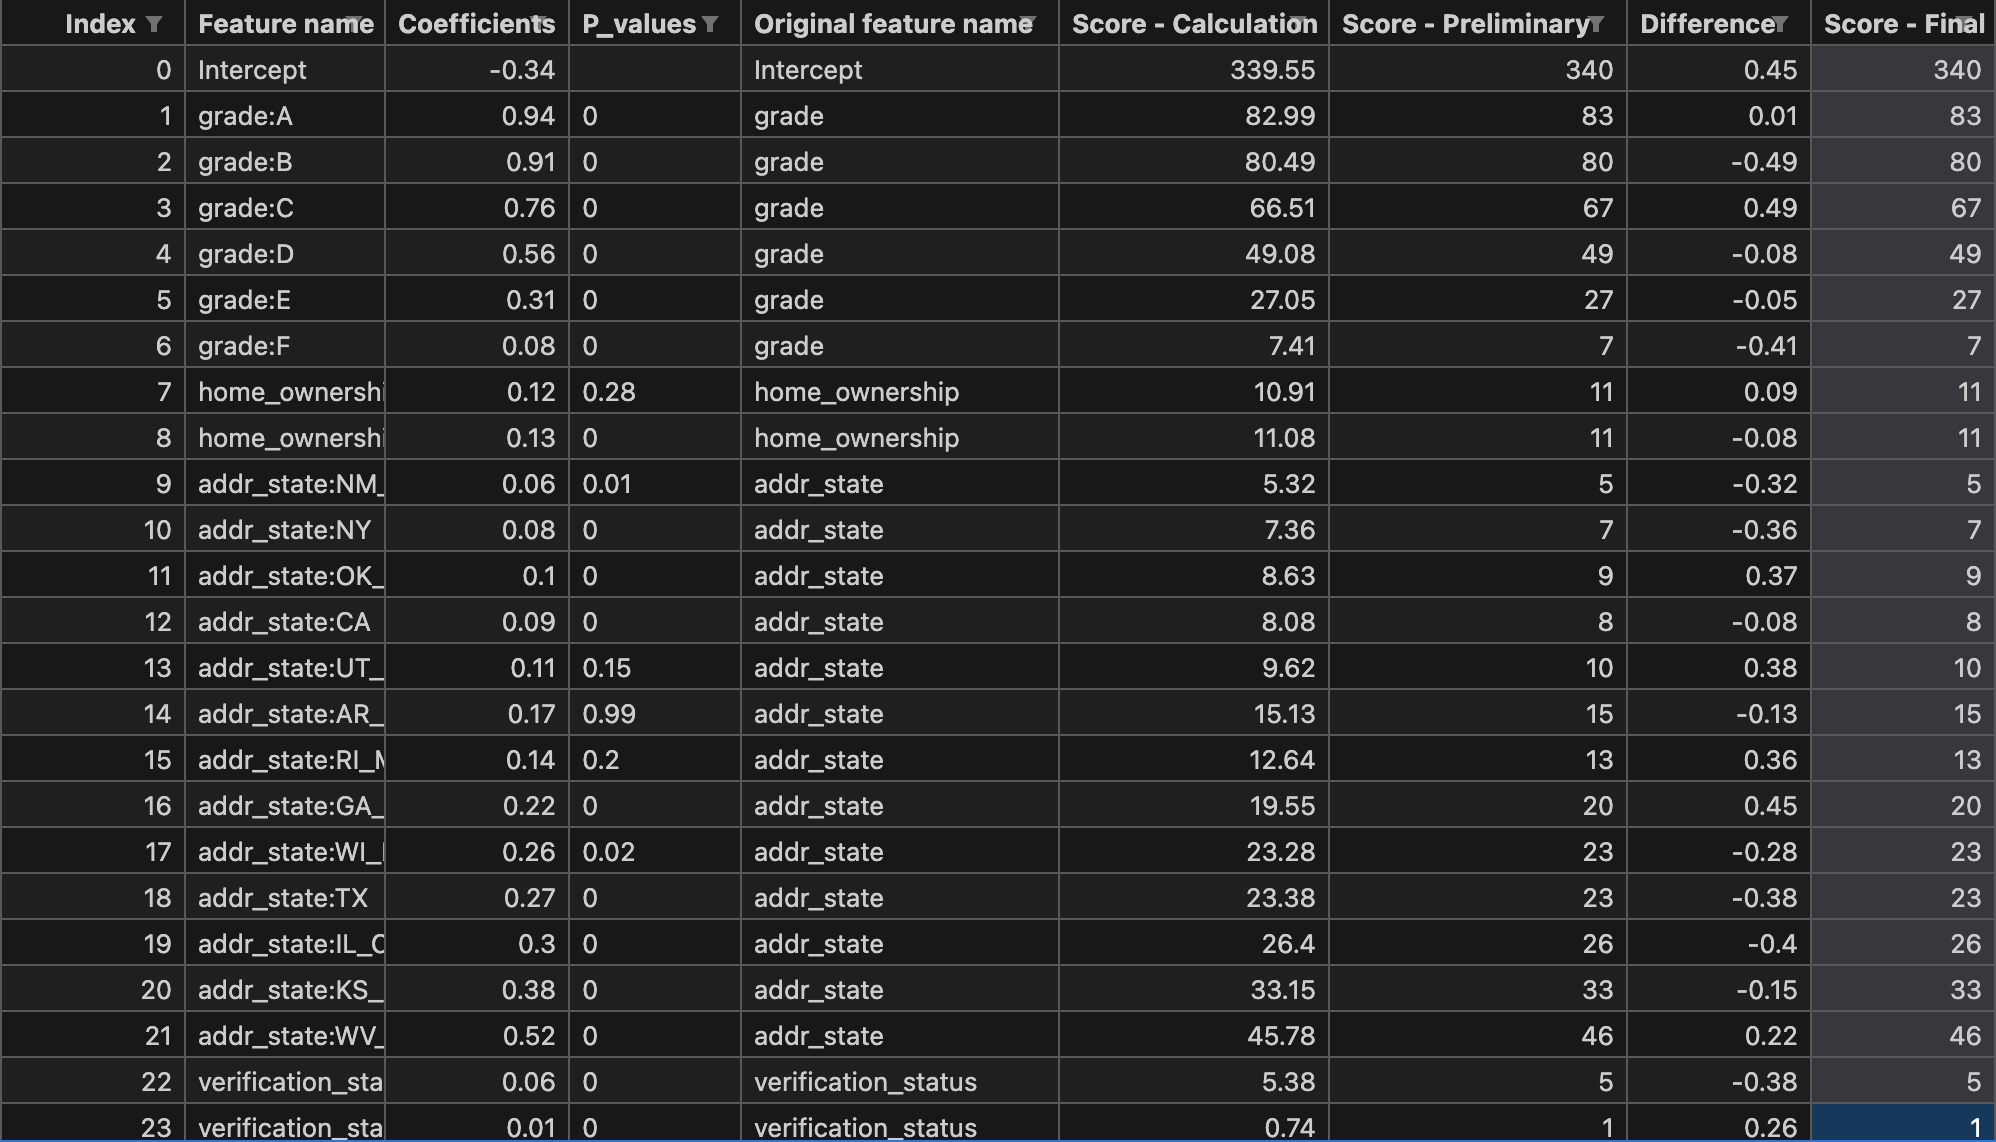 Index Feature name Coefficients P_values Original feature name Score - Calculation Score - Preliminary Difference Score - Final
0 Intercept -0.34 Intercept 339.55 340 0.45 340
1 grade:A 0.94 0 grade 82.99 83 0.01 83
2 grade:B 0.91 0 grade 80.49 80 -0.49 80
3 grade:C 0.76 0 grade 66.51 67 0.49 67
4 grade:D 0.56 0 grade 49.08 49 -0.08 49
5 grade:E 0.31 0 grade 27.05 27 -0.05 27
6 grade:F 0.08 0 grade 7.41 7 -0.41 7
7 home_ownershi 0.12 0.28 home_ownership 10.91 11 0.09 11
8 home_ownershi 0.13 0 home_ownership 11.08 11 -0.08 11
9 addr_state:NM_ 0.06 0.01 addr_state 5.32 5 -0.32 5
10 addr_state:NY 0.08 0 addr_state 7.36 7 -0.36 7
11 addr_state:OK_ 0.1 0 addr_state 8.63 9 0.37 9
12 addr_state:CA 0.09 0 addr_state 8.08 8 -0.08 8
13 addr_state:UT_ 0.11 0.15 addr_state 9.62 10 0.38 10
14 addr_state:AR_ 0.17 0.99 addr_state 15.13 15 -0.13 15
15 addr_state:RI_M 0.14 0.2 addr_state 12.64 13 0.36 13
16 addr_state:GA_ 0.22 0 addr_state 19.55 20 0.45 20
17 addr_state:WI_ 0.26 0.02 addr_state 23.28 23 -0.28 23
18 addr_state:TX 0.27 0 addr_state 23.38 23 -0.38 23
19 addr_state:IL_C 0.3 0 addr_state 26.4 26 -0.4 26
20 addr_state:KS_ 0.38 0 addr_state 33.15 33 -0.15 33
21 addr_state:WV_ 0.52 0 addr_state 45.78 46 0.22 46
22 verification_sta 0.06 0 verification_status 5.38 5 -0.38 5
23 verification_sta 0.01 0 verification_status 0.74 1 0.26 1